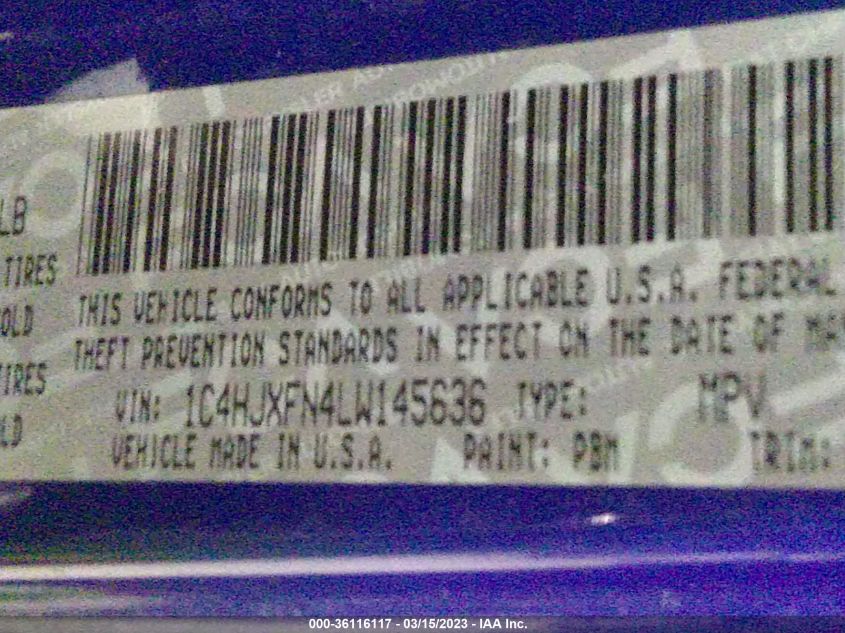 LB
TIRES
OLD
IRES
LD
THIS VEHICLE CONFORMS TO ALL APPLICABLE U.S.A. FEDERAL
THEFT PREVENTION STANDARDS IN EFFECT ON THE DATE OF MA
VIN: 1C4HJXFN4LW145636 TYPE: MPV
VEHICLE MADE IN U.S.A. PAINT: PBM TRIM:
000-36116117 - 03/15/2023 - IAA Inc.